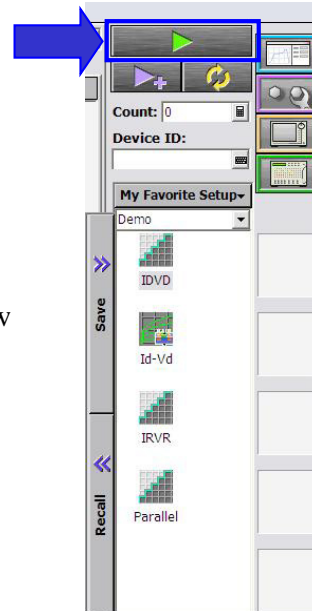 Count: 0
Device ID:
My Favorite Setup
Demo
IDVD
Save
v
Id-Vd
IRVR
Recall
Parallel